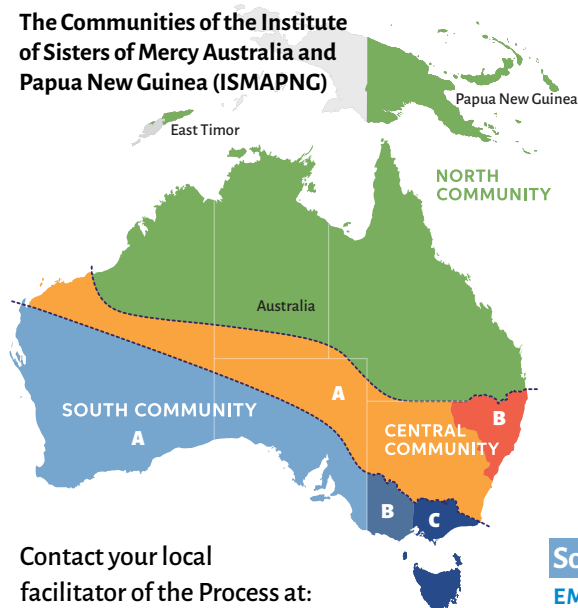 The Communities of the Institute
of Sisters of Mercy Australia and
Papua New Guinea (ISMAPNG)
Papua New Guinea
East Timor
NORTH
COMMUNITY
Australia
A
SOUTH COMMUNITY
A
B
CENTRAL
COMMUNITY
B
C
Contact your local
facilitator of the Process at: